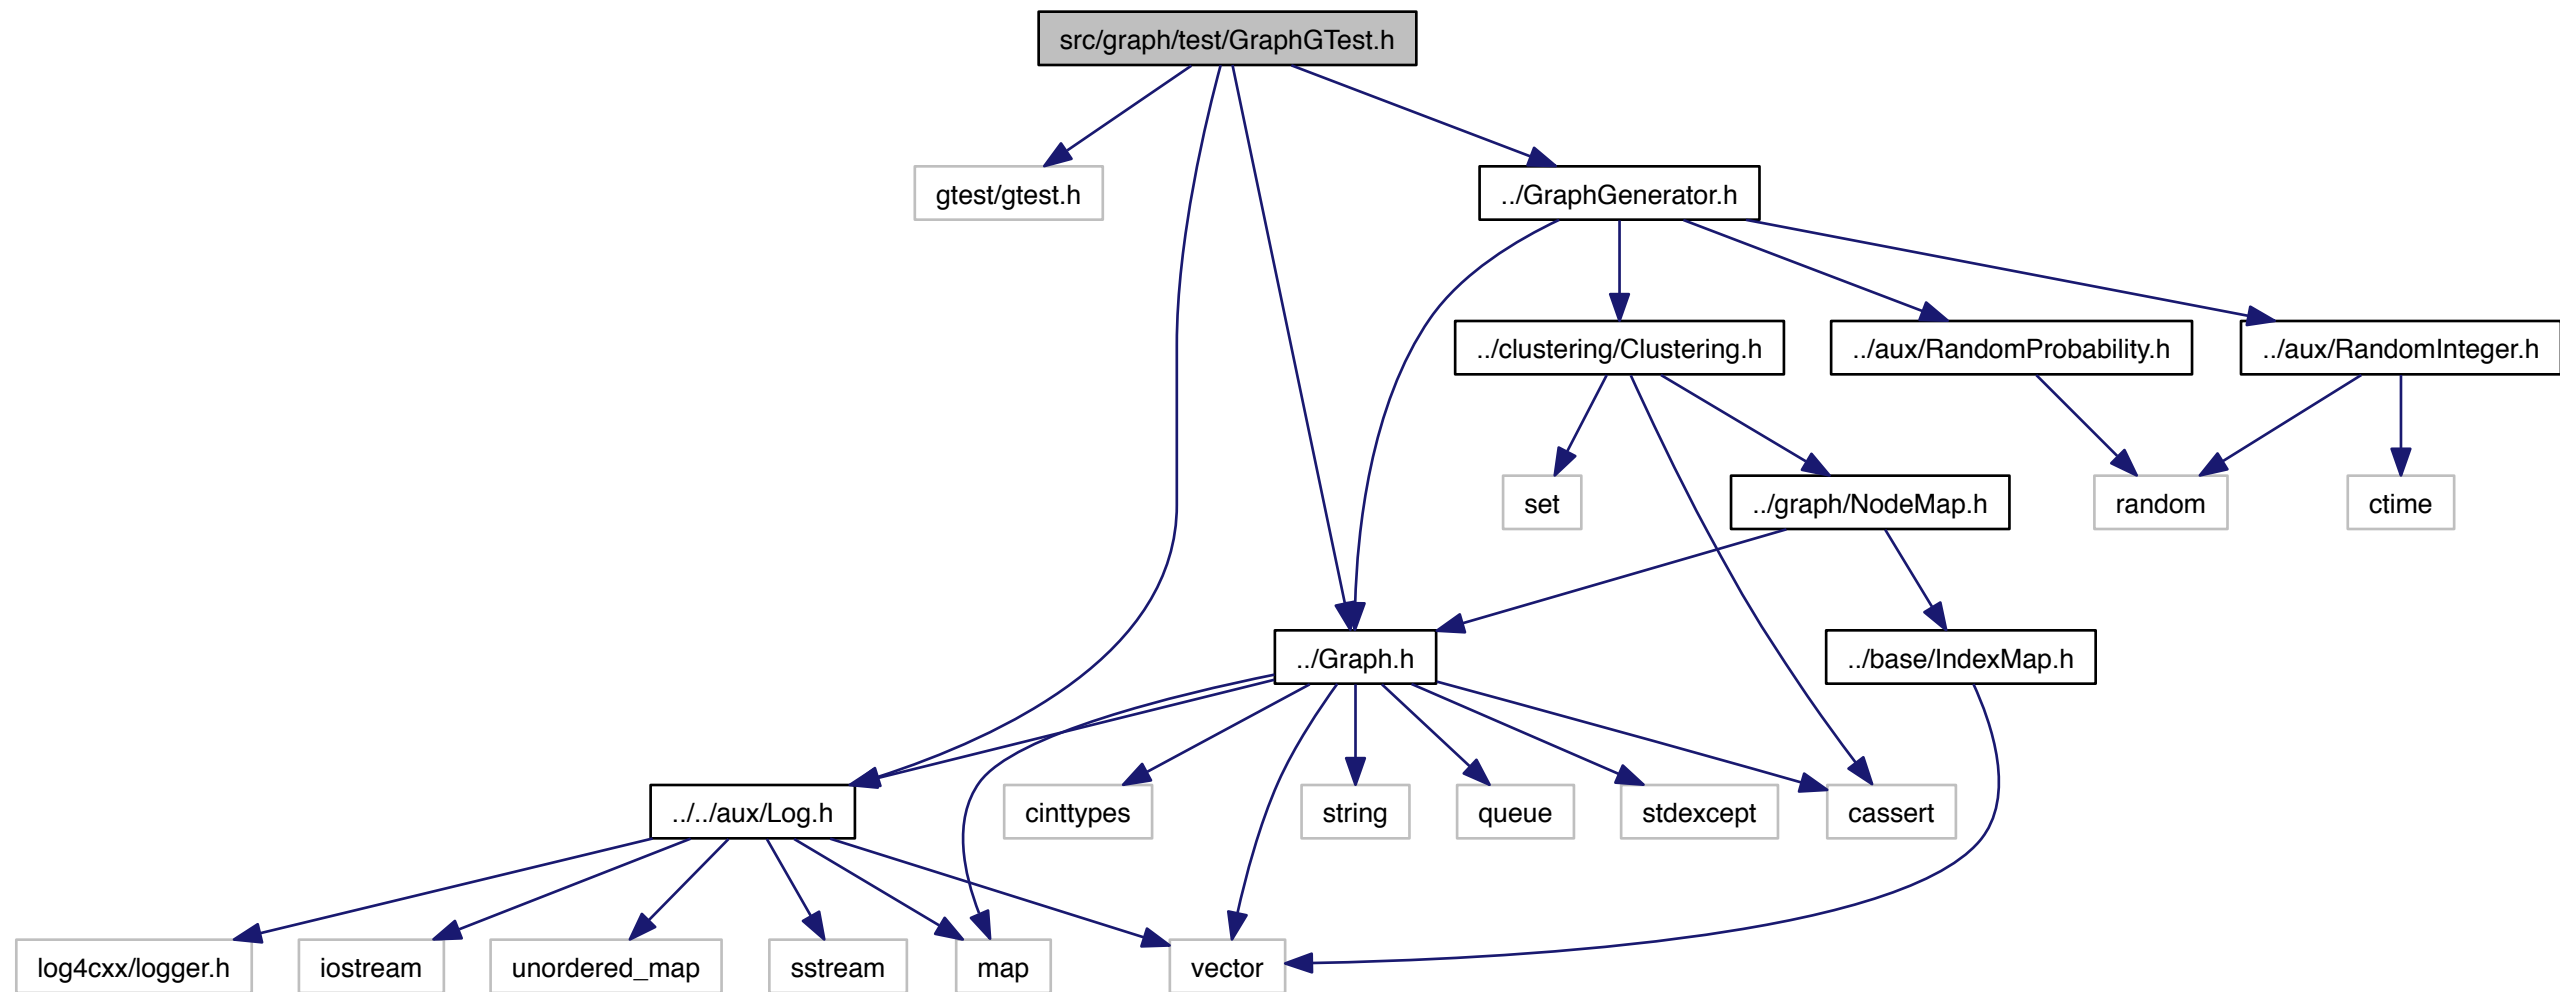 src/graph/test/GraphGTest.h
gtest/gtest.h
../GraphGenerator.h
../clustering/Clustering.h
../aux/RandomProbability.h
../aux/RandomInteger.h
set
../graph/NodeMap.h
random
ctime
../Graph.h
../base/IndexMap.h
../../aux/Log.h
cinttypes
string
queue
stdexcept
cassert
log4cxx/logger.h
iostream
unordered_map
sstream
map
vector